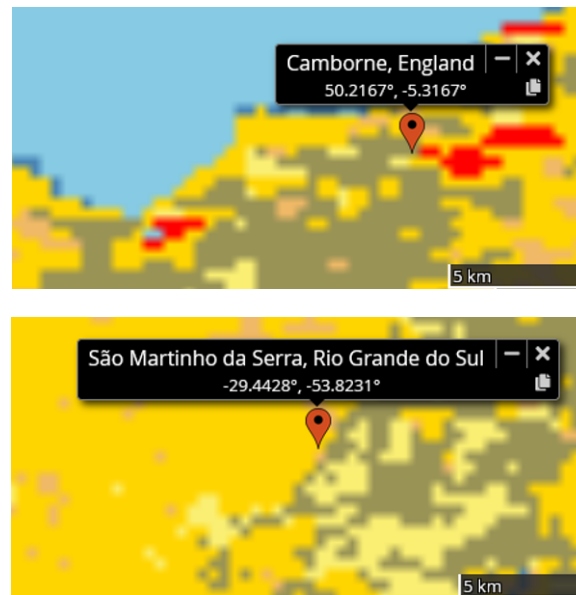 Camborne, England
50.2167°, -5.3167°
5 km
São Martinho da Serra, Rio Grande do Sul
-29.4428°, -53.8231°
5 km